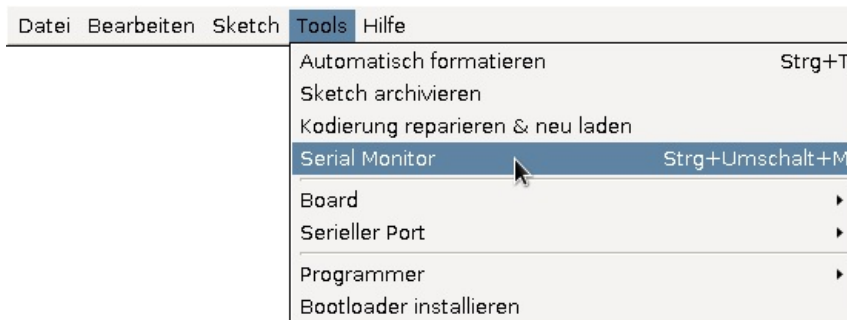 Datei Bearbeiten Sketch Tools Hilfe
Automatisch formatieren Strg+T
Sketch archivieren
Kodierung reparieren & neu laden
Serial Monitor Strg+Umschalt+M
Board
Serieller Port
Programmer
Bootloader installieren